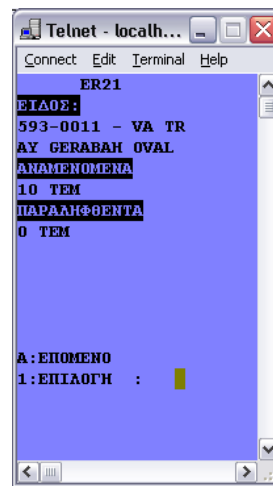 Telnet - localh...
Connect Edit Terminal Help
ER21
ΕΙΔΟΣ:
593-0011 - VA TR
AY GERABAH OVAL
ΑΝΑΜΕΝΟΜΕΝΑ
10 ΤΕΜ
ΠΑΡΑΛΗΦΘΕΝΤΑ
0 ΤΕΜ
A:ΕΠΟΜΕΝΟ
1:ΕΠΙΛΟΓΗ :